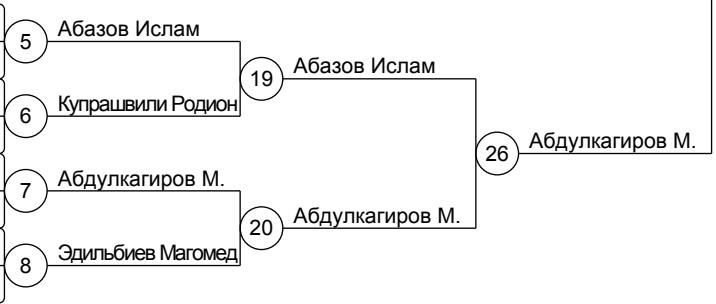 5 Абазов Ислам
19 Абазов Ислам
6 Купрашвили Родион
26 Абдулкагиров М.
7 Абдулкагиров М.
20 Абдулкагиров М.
8 Эдильбиев Магомед